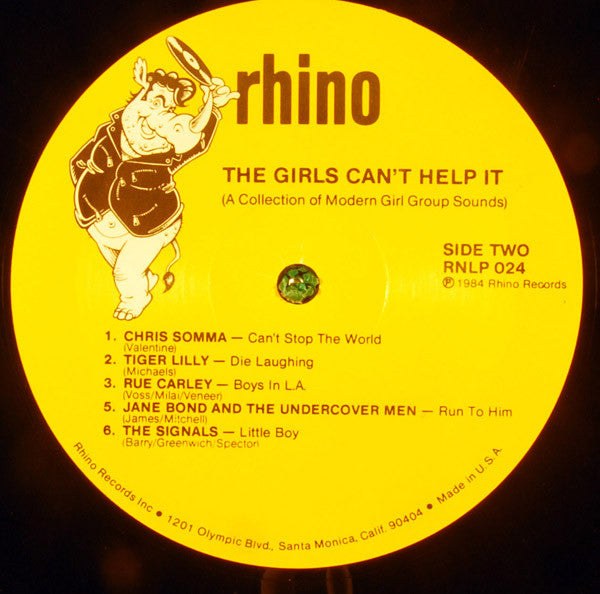 rhino
THE GIRLS CAN'T HELP IT
(A Collection of Modern Girl Group Sounds)
SIDE TWO
RNLP 024
℗ 1984 Rhino Records
1. CHRIS SOMMA — Can't Stop The World
(Valentine)
2. TIGER LILLY — Die Laughing
(Michaels)
3. RUE CARLEY — Boys In L.A.
(Voss/Milai/Veneer)
5. JANE BOND AND THE UNDERCOVER MEN — Run To Him
(James/Mitchell)
6. THE SIGNALS — Little Boy
(Barry/Greenwich/Spector)
Rhino Records Inc • 1201 Olympic Blvd., Santa Monica, Calif. 90404 • Made in U.S.A.